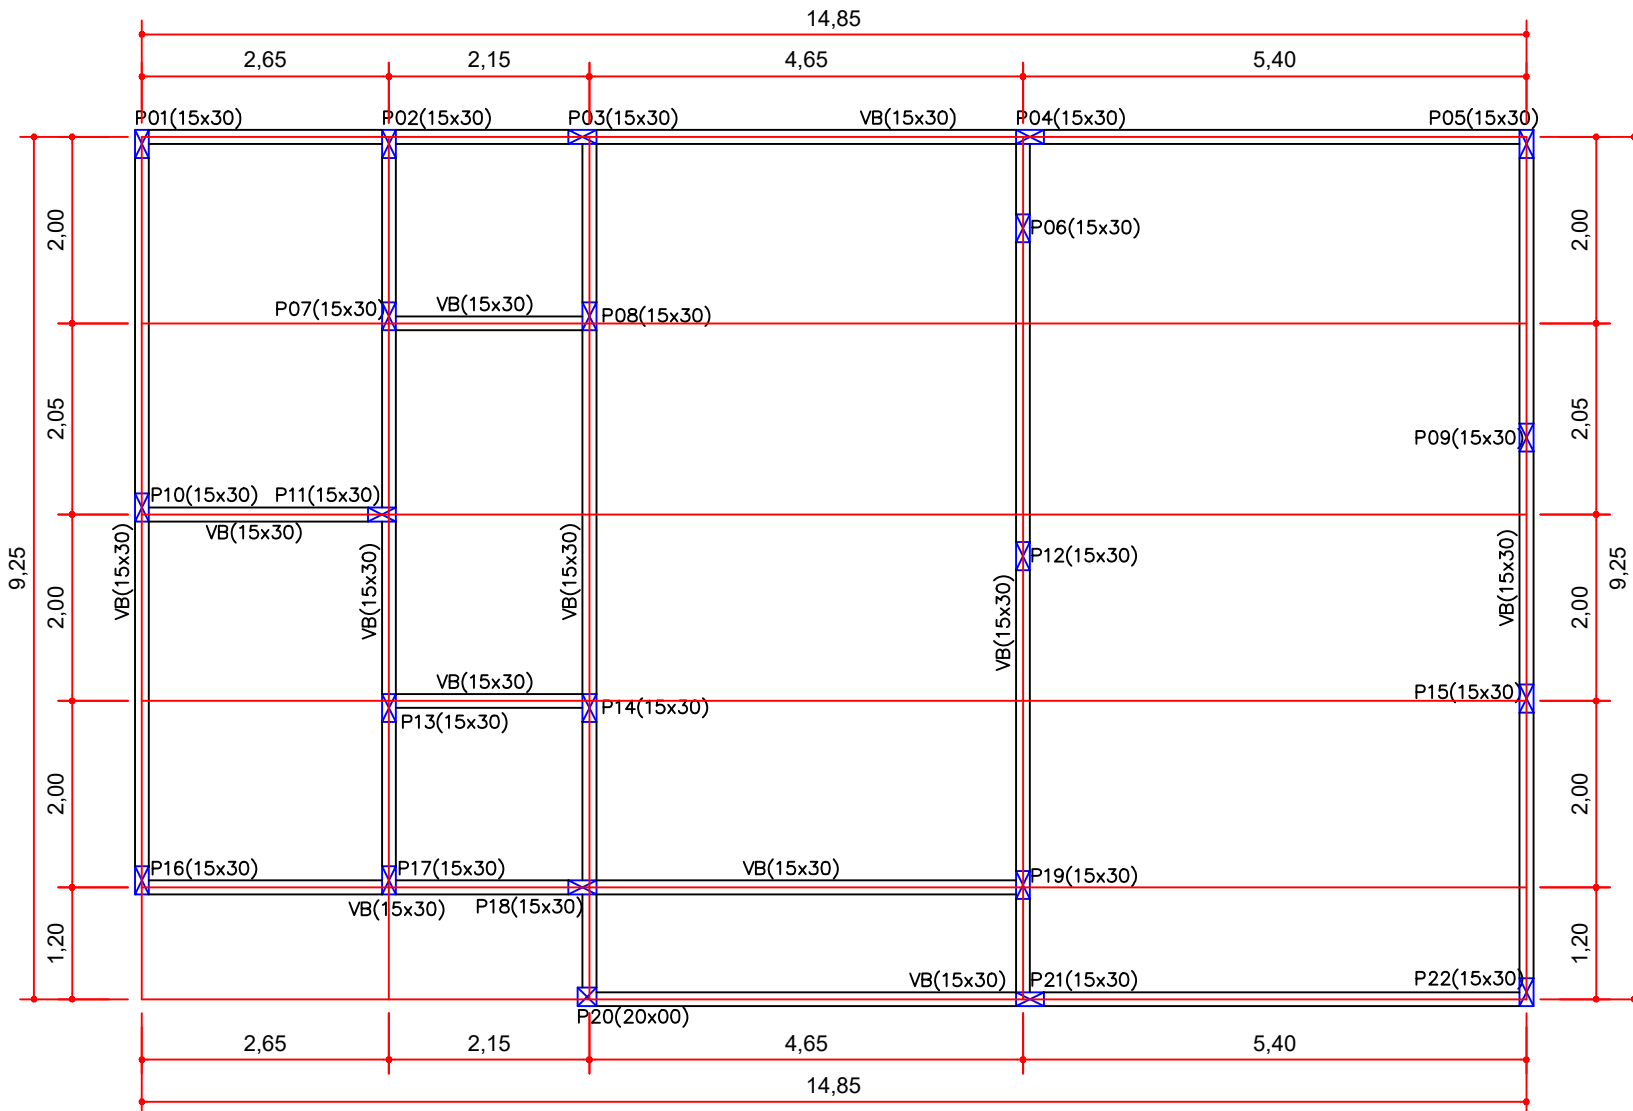 14,85
2,65
2,15
4,65
5,40
P01(15x30)
P02(15x30)
P03(15x30)
VB(15x30)
P04(15x30)
P05(15x30)
2,00
2,00
P06(15x30)
P07(15x30)
VB(15x30)
P08(15x30)
2,05
2,05
P09(15x30)
P10(15x30)
P11(15x30)
VB(15x30)
VB(15x30)
VB(15x30)
VB(15x30)
VB(15x30)
VB(15x30)
P12(15x30)
9,25
9,25
2,00
2,00
VB(15x30)
P13(15x30)
P14(15x30)
P15(15x30)
2,00
2,00
P16(15x30)
P17(15x30)
VB(15x30)
P19(15x30)
VB(15x30)
P18(15x30)
1,20
1,20
VB(15x30)
P21(15x30)
P22(15x30)
P20(20x00)
2,65
2,15
4,65
5,40
14,85